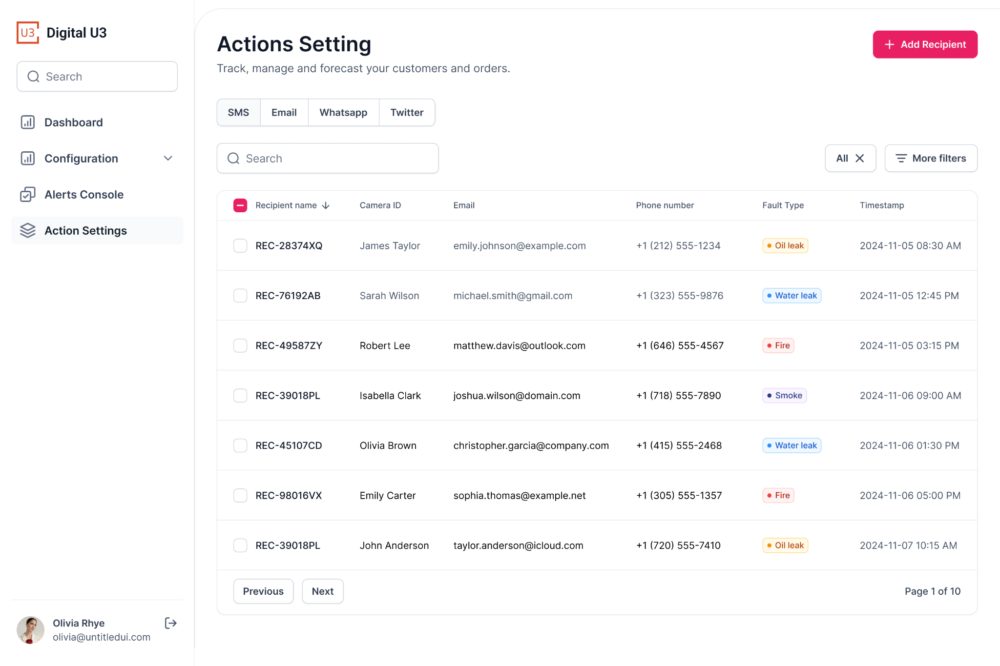 U3 Digital U3
Search
Dashboard
Configuration
Alerts Console
Action Settings
Olivia Rhye
olivia@untitledui.com
Actions Setting
Track, manage and forecast your customers and orders.
Add Recipient
SMS Email Whatsapp Twitter
Search
All More filters
Recipient name Camera ID Email Phone number Fault Type Timestamp
REC-28374XQ James Taylor emily.johnson@example.com +1 (212) 555-1234 Oil leak 2024-11-05 08:30 AM
REC-76192AB Sarah Wilson michael.smith@gmail.com +1 (323) 555-9876 Water leak 2024-11-05 12:45 PM
REC-49587ZY Robert Lee matthew.davis@outlook.com +1 (646) 555-4567 Fire 2024-11-05 03:15 PM
REC-39018PL Isabella Clark joshua.wilson@domain.com +1 (718) 555-7890 Smoke 2024-11-06 09:00 AM
REC-45107CD Olivia Brown christopher.garcia@company.com +1 (415) 555-2468 Water leak 2024-11-06 01:30 PM
REC-98016VX Emily Carter sophia.thomas@example.net +1 (305) 555-1357 Fire 2024-11-06 05:00 PM
REC-39018PL John Anderson taylor.anderson@icloud.com +1 (720) 555-7410 Oil leak 2024-11-07 10:15 AM
Previous Next Page 1 of 10